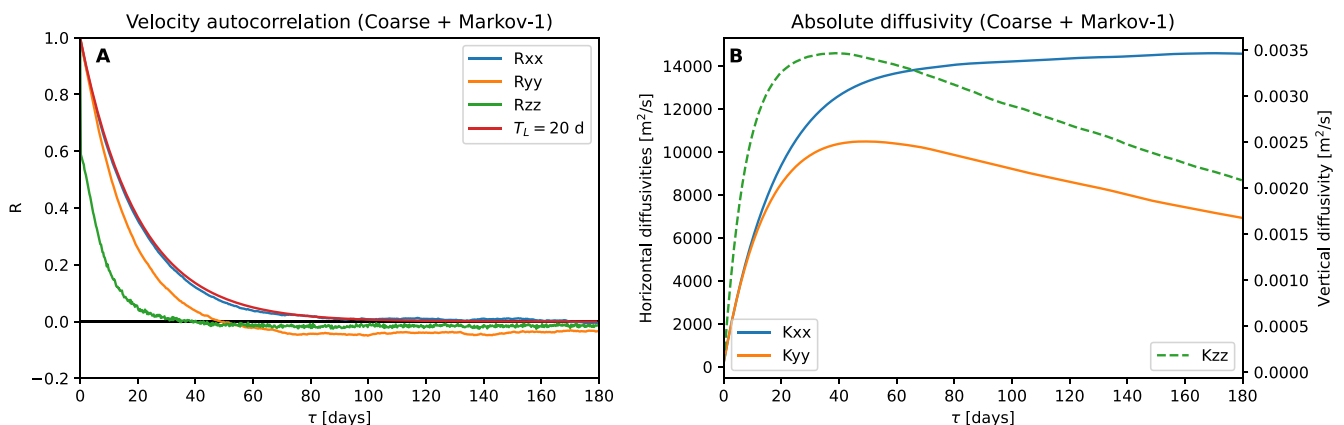 Velocity autocorrelation (Coarse + Markov-1)
A
Rxx
Ryy
Rzz
T_L = 20 d
1.0
0.8
0.6
0.4
0.2
0.0
−0.2
R
0 20 40 60 80 100 120 140 160 180
τ [days]
Absolute diffusivity (Coarse + Markov-1)
B
14000
12000
10000
8000
6000
4000
2000
0
Horizontal diffusivities [m²/s]
Kxx
Kyy
Kzz
0.0035
0.0030
0.0025
0.0020
0.0015
0.0010
0.0005
0.0000
Vertical diffusivity [m²/s]
0 20 40 60 80 100 120 140 160 180
τ [days]